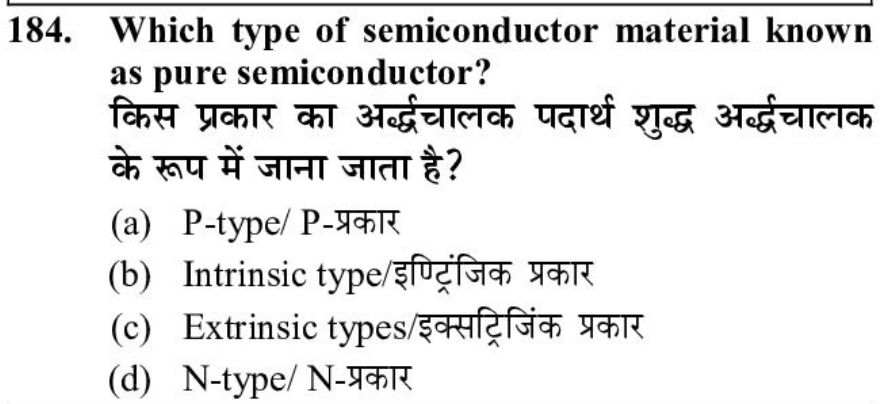 184. Which type of semiconductor material known
as pure semiconductor?
किस प्रकार का अर्द्धचालक पदार्थ शुद्ध अर्द्धचालक
के रूप में जाना जाता है?
(a) P-type/ P-प्रकार
(b) Intrinsic type/इण्ट्रिंजिक प्रकार
(c) Extrinsic types/इक्सट्रिजिंक प्रकार
(d) N-type/ N-प्रकार